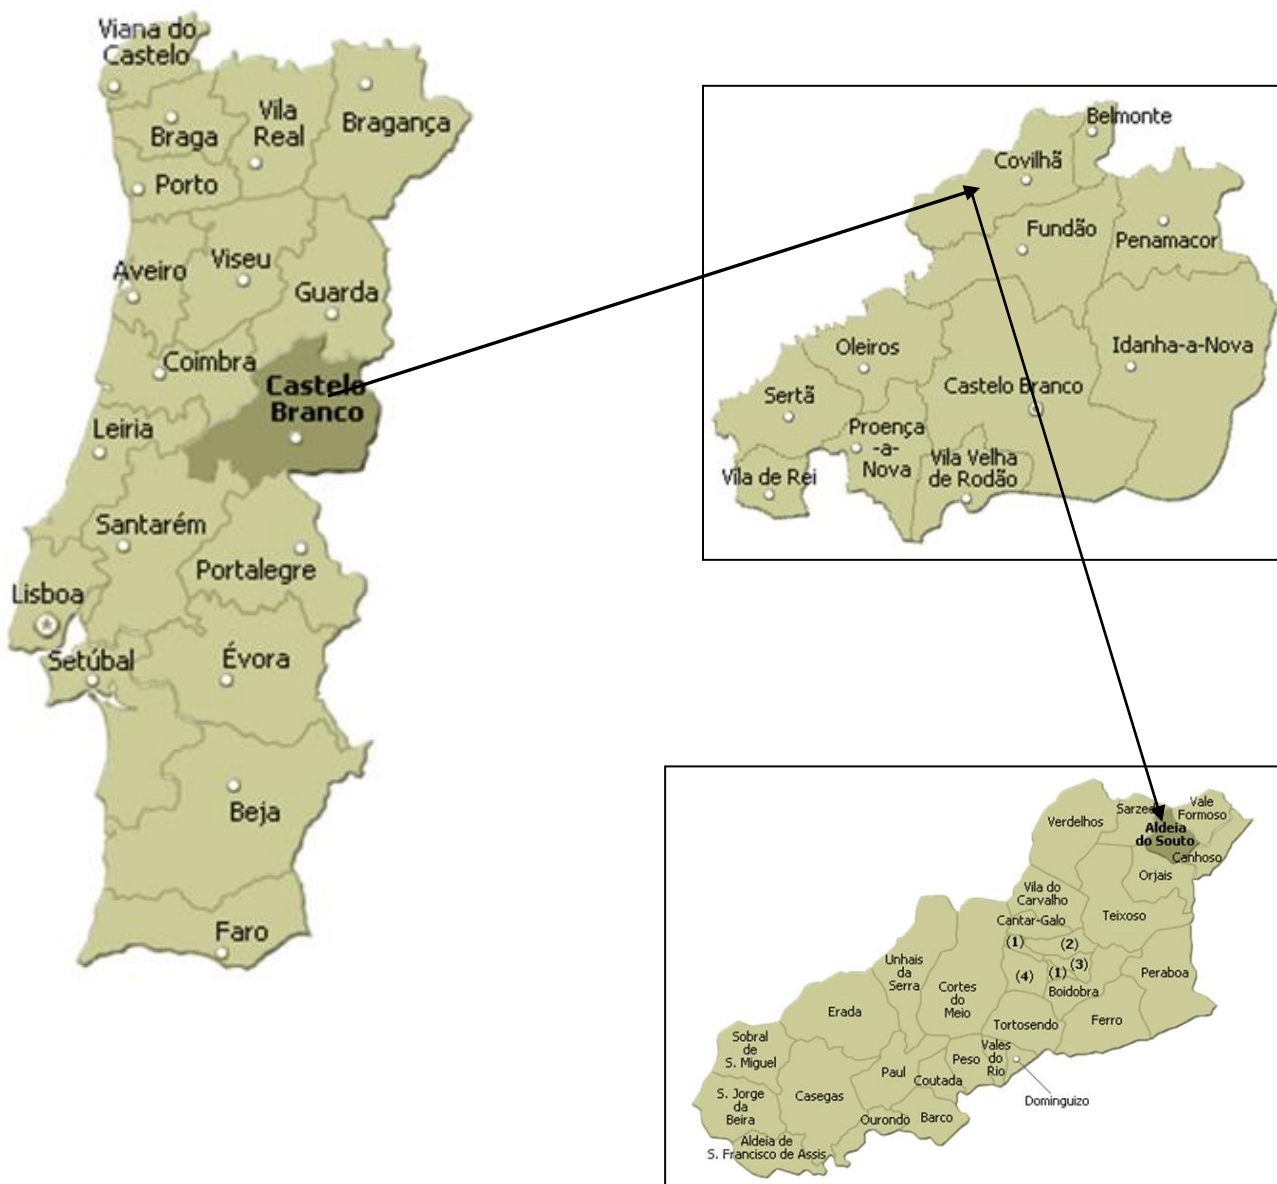 Viana do
Castelo
Braga
Vila
Real
Bragança
Porto
Aveiro
Viseu
Guarda
Coimbra
Castelo
Branco
Leiria
Santarém
Portalegre
Lisboa
Setúbal
Évora
Beja
Faro
Belmonte
Covilhã
Fundão
Penamacor
Oleiros
Idanha-a-Nova
Castelo Branco
Sertã
Proença
-a-
Nova
Vila Velha
de Rodão
Vila de Rei
Verdelhos
Vale
Formoso
Aldeia
do Souto
Canhoso
Orjais
Vila do
Carvalho
Cantar-Galo
Teixoso
(1)
(2)
(3)
(4)
(1)
Boidobra
Peraboa
Unhais
da
Serra
Cortes
do
Meio
Erada
Tortosendo
Ferro
Sobral
de
S. Miguel
Paul
Peso
Vales
do
Rio
Coutada
Dominguizo
S. Jorge
da
Beira
Casegas
Ourondo
Barco
Aldeia de
S. Francisco de Assis